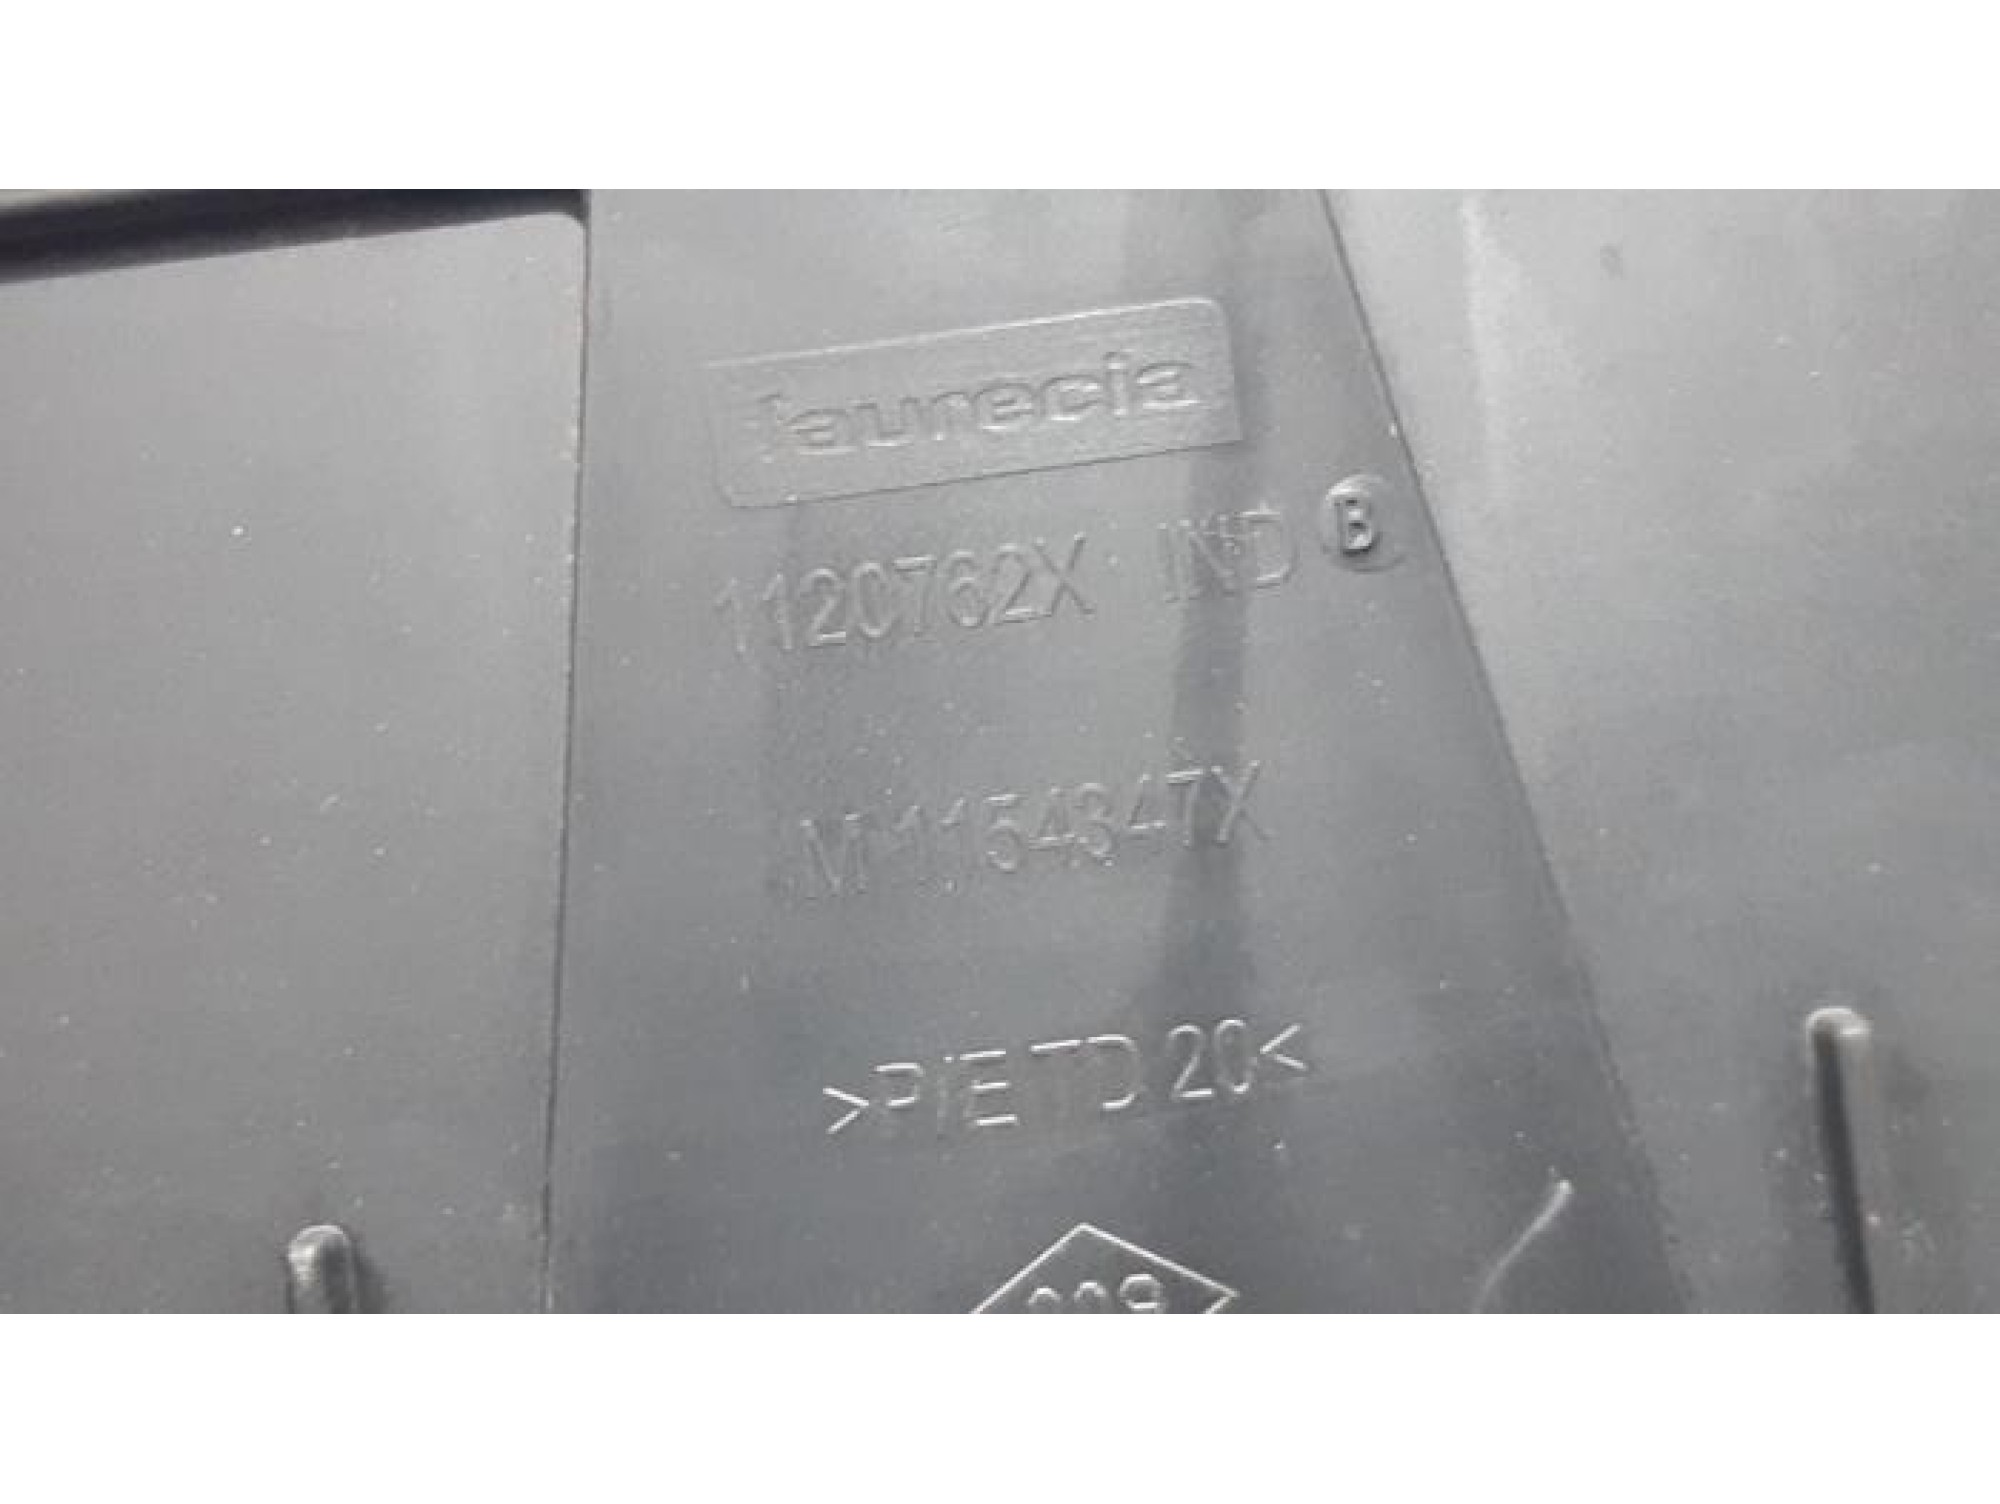 faurecia
1120762X IND B
M 1154347X
>P/E TD 20<